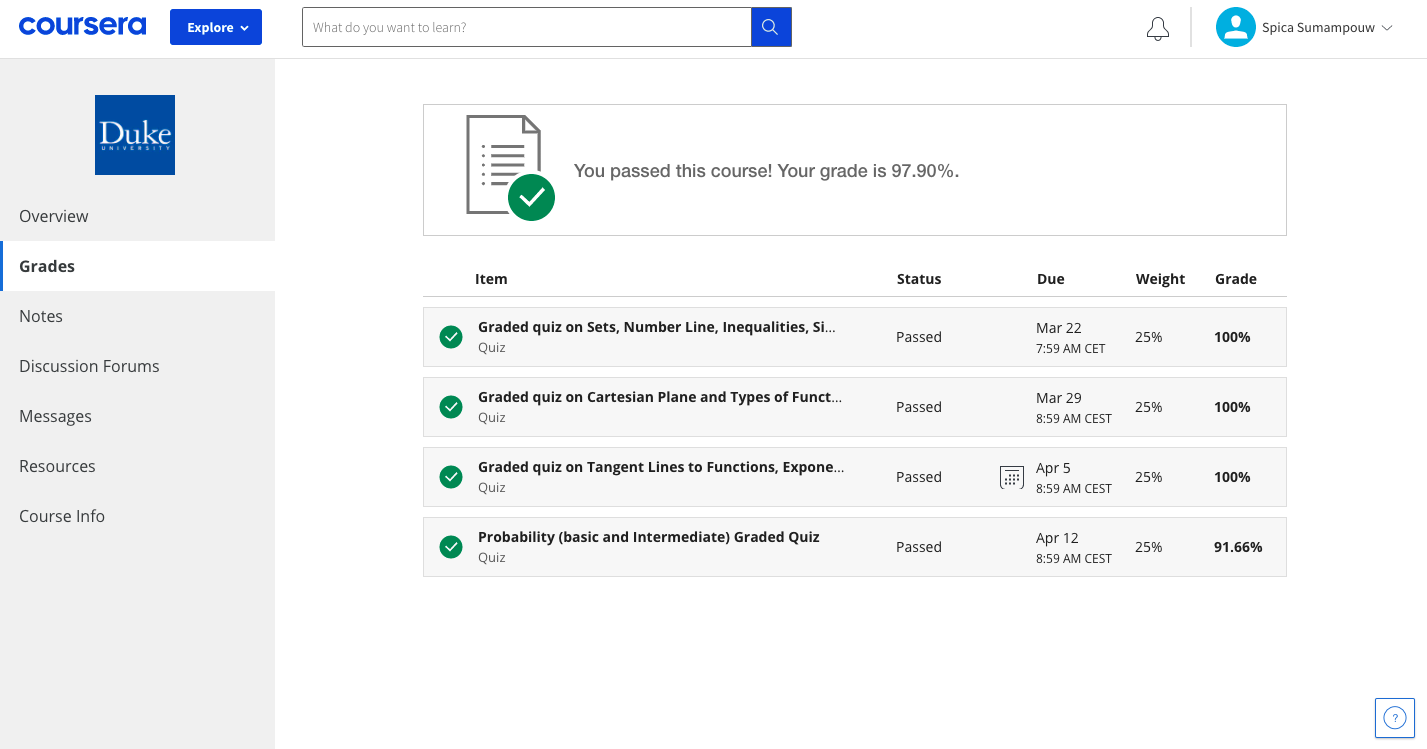 coursera
Explore
What do you want to learn?
Spica Sumampouw
Duke
UNIVERSITY
Overview
Grades
Notes
Discussion Forums
Messages
Resources
Course Info
You passed this course! Your grade is 97.90%.
Item Status Due Weight Grade
Graded quiz on Sets, Number Line, Inequalities, Si...
Quiz
Passed
Mar 22
7:59 AM CET
25%
100%
Graded quiz on Cartesian Plane and Types of Funct...
Quiz
Passed
Mar 29
8:59 AM CEST
25%
100%
Graded quiz on Tangent Lines to Functions, Expone...
Quiz
Passed
Apr 5
8:59 AM CEST
25%
100%
Probability (basic and Intermediate) Graded Quiz
Quiz
Passed
Apr 12
8:59 AM CEST
25%
91.66%
?